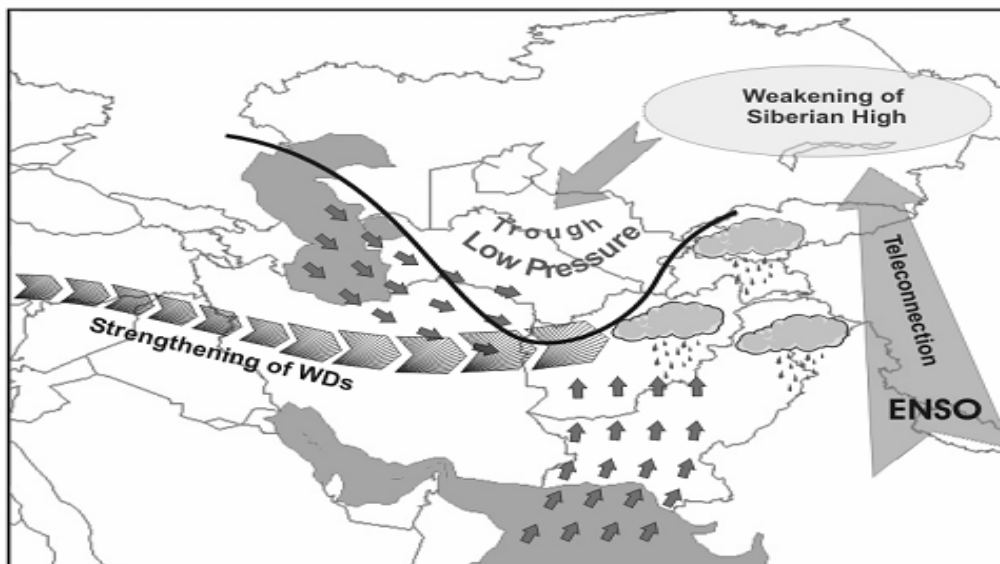 Weakening of
Siberian High
Trough
Low Pressure
Teleconnection
Strengthening of WDs
ENSO